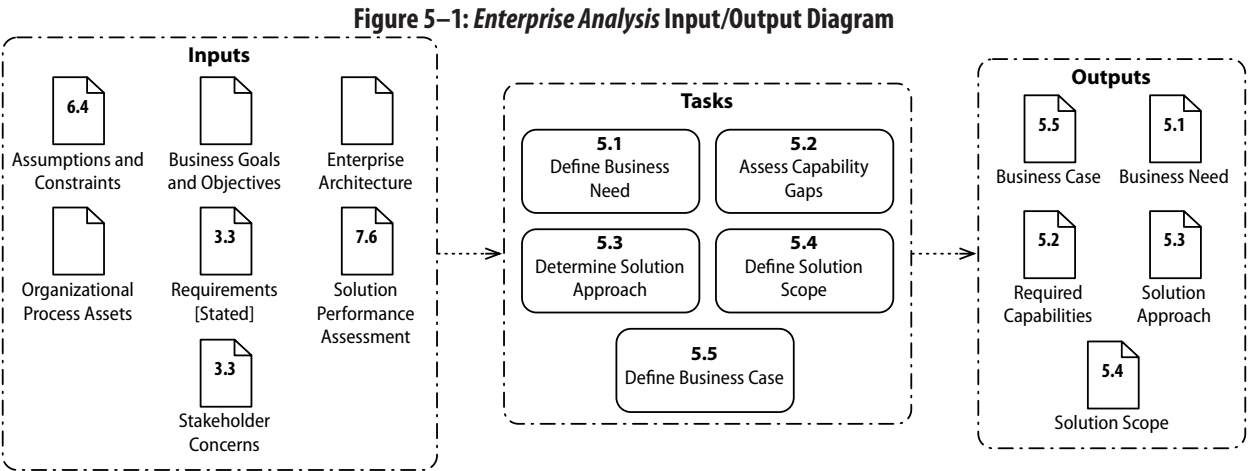 Figure 5–1: Enterprise Analysis Input/Output Diagram
Inputs
6.4
Assumptions and
Constraints
Business Goals
and Objectives
Enterprise
Architecture
Organizational
Process Assets
3.3
Requirements
[Stated]
7.6
Solution
Performance
Assessment
3.3
Stakeholder
Concerns
Tasks
5.1
Define Business
Need
5.2
Assess Capability
Gaps
5.3
Determine Solution
Approach
5.4
Define Solution
Scope
5.5
Define Business Case
Outputs
5.5
Business Case
5.1
Business Need
5.2
Required
Capabilities
5.3
Solution
Approach
5.4
Solution Scope